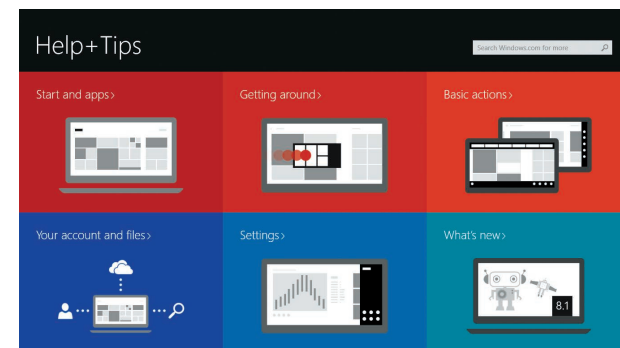 Help+Tips
Search Windows.com for more
Start and apps>
Getting around>
Basic actions>
Your account and files>
Settings>
What's new>
8.1